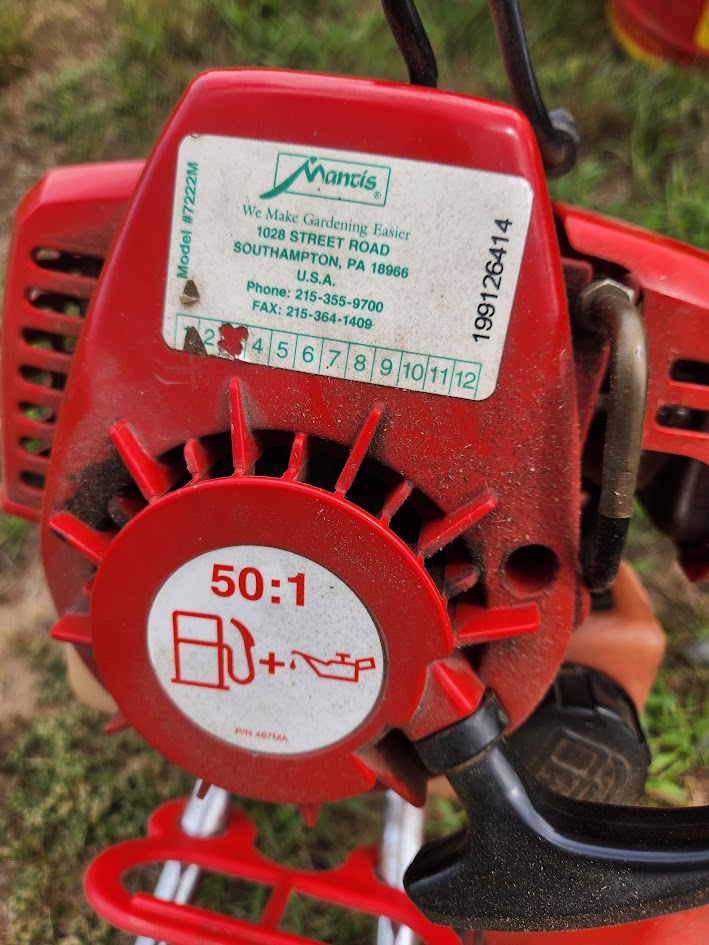 Mantis®
We Make Gardening Easier
1028 STREET ROAD
SOUTHAMPTON, PA 18966
U.S.A.
Phone: 215-355-9700
FAX: 215-364-1409
Model #7222M
199126414
2 4 5 6 7 8 9 10 11 12
50:1
+
P/N 467MA